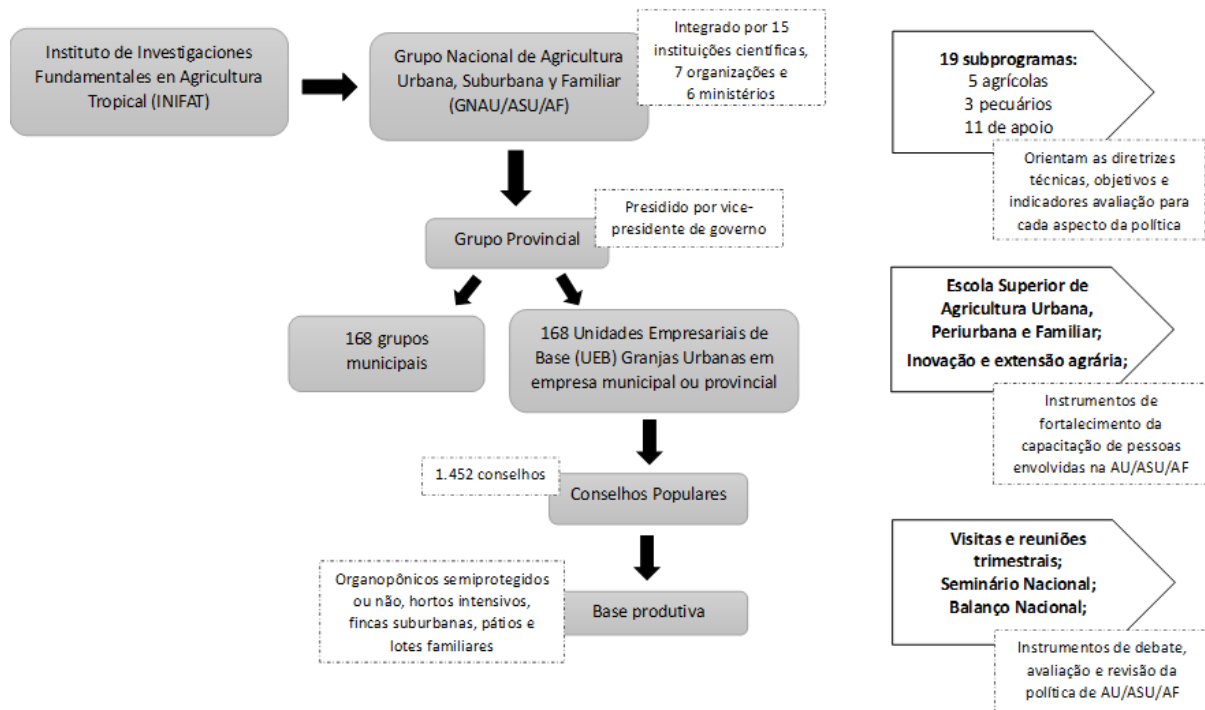 Instituto de Investigaciones
Fundamentales en Agricultura
Tropical (INIFAT)
Grupo Nacional de Agricultura
Urbana, Suburbana y Familiar
(GNAU/ASU/AF)
Integrado por 15
instituições científicas,
7 organizações e
6 ministérios
Grupo Provincial
Presidido por vice-
presidente de governo
168 grupos
municipais
168 Unidades Empresariais de
Base (UEB) Granjas Urbanas em
empresa municipal ou provincial
1.452 conselhos
Conselhos Populares
Organopônicos semiprotegidos
ou não, hortos intensivos,
fincas suburbanas, pátios e
lotes familiares
Base produtiva
19 subprogramas:
5 agrícolas
3 pecuários
11 de apoio
Orientam as diretrizes
técnicas, objetivos e
indicadores avaliação para
cada aspecto da política
Escola Superior de
Agricultura Urbana,
Periurbana e Familiar;
Inovação e extensão agrária;
Instrumentos de
fortalecimento da
capacitação de pessoas
envolvidas na AU/ASU/AF
Visitas e reuniões
trimestrais;
Seminário Nacional;
Balanço Nacional;
Instrumentos de debate,
avaliação e revisão da
política de AU/ASU/AF